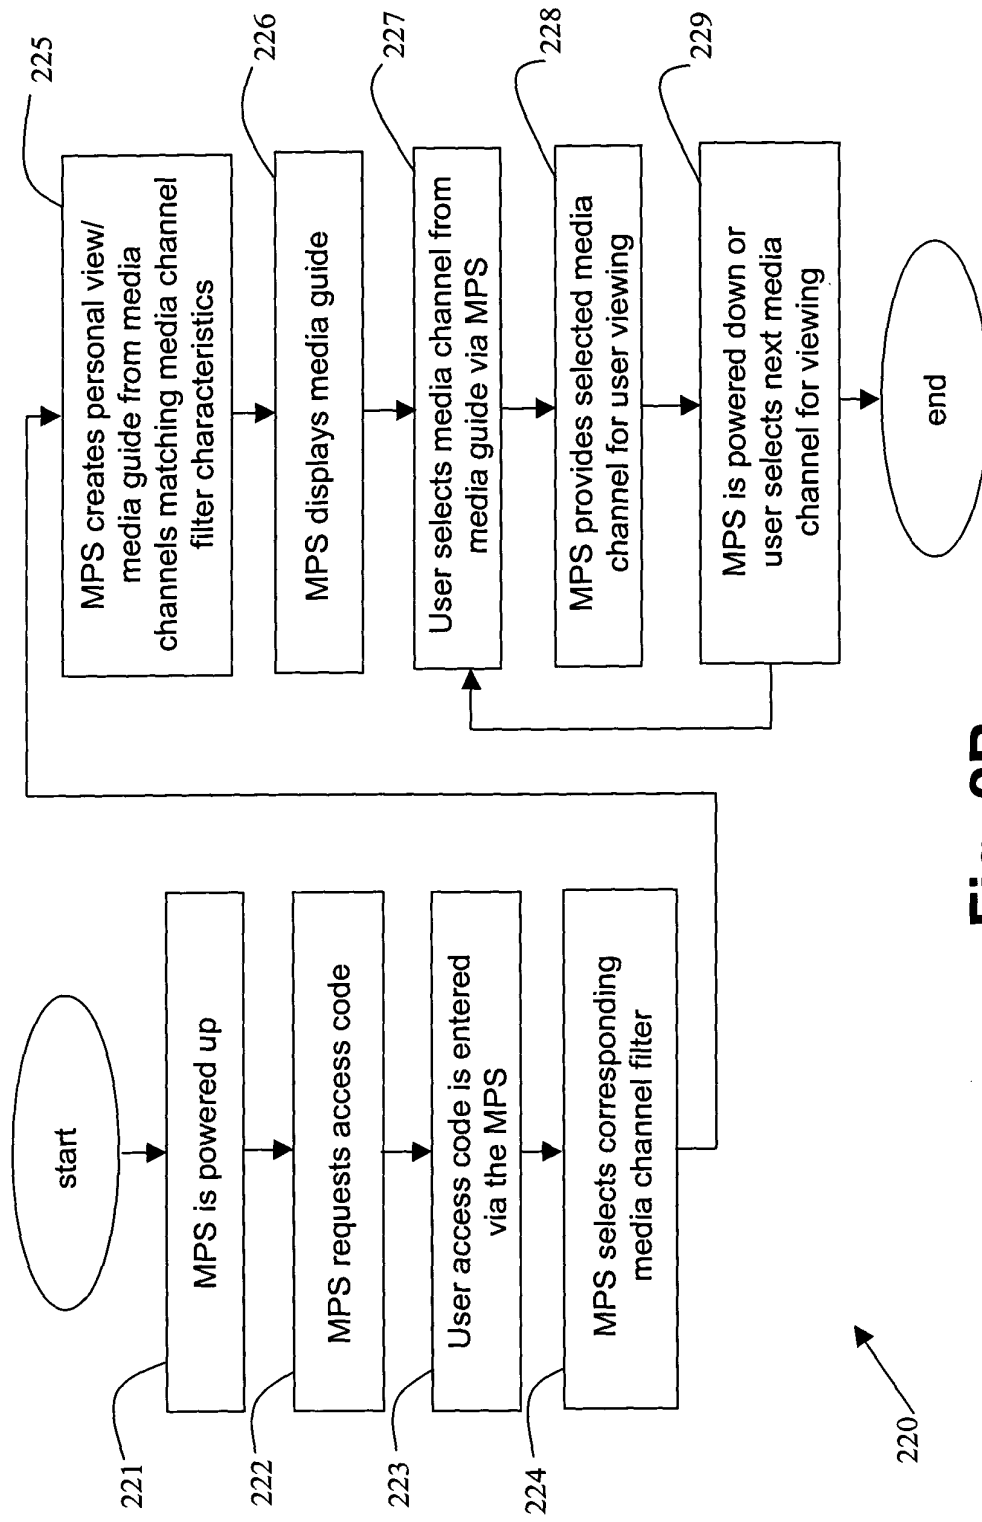 start
221
MPS is powered up
222
MPS requests access code
223
User access code is entered
via the MPS
224
MPS selects corresponding
media channel filter
225
MPS creates personal view/
media guide from media
channels matching media channel
filter characteristics
226
MPS displays media guide
227
User selects media channel from
media guide via MPS
228
MPS provides selected media
channel for user viewing
229
MPS is powered down or
user selects next media
channel for viewing
end
220